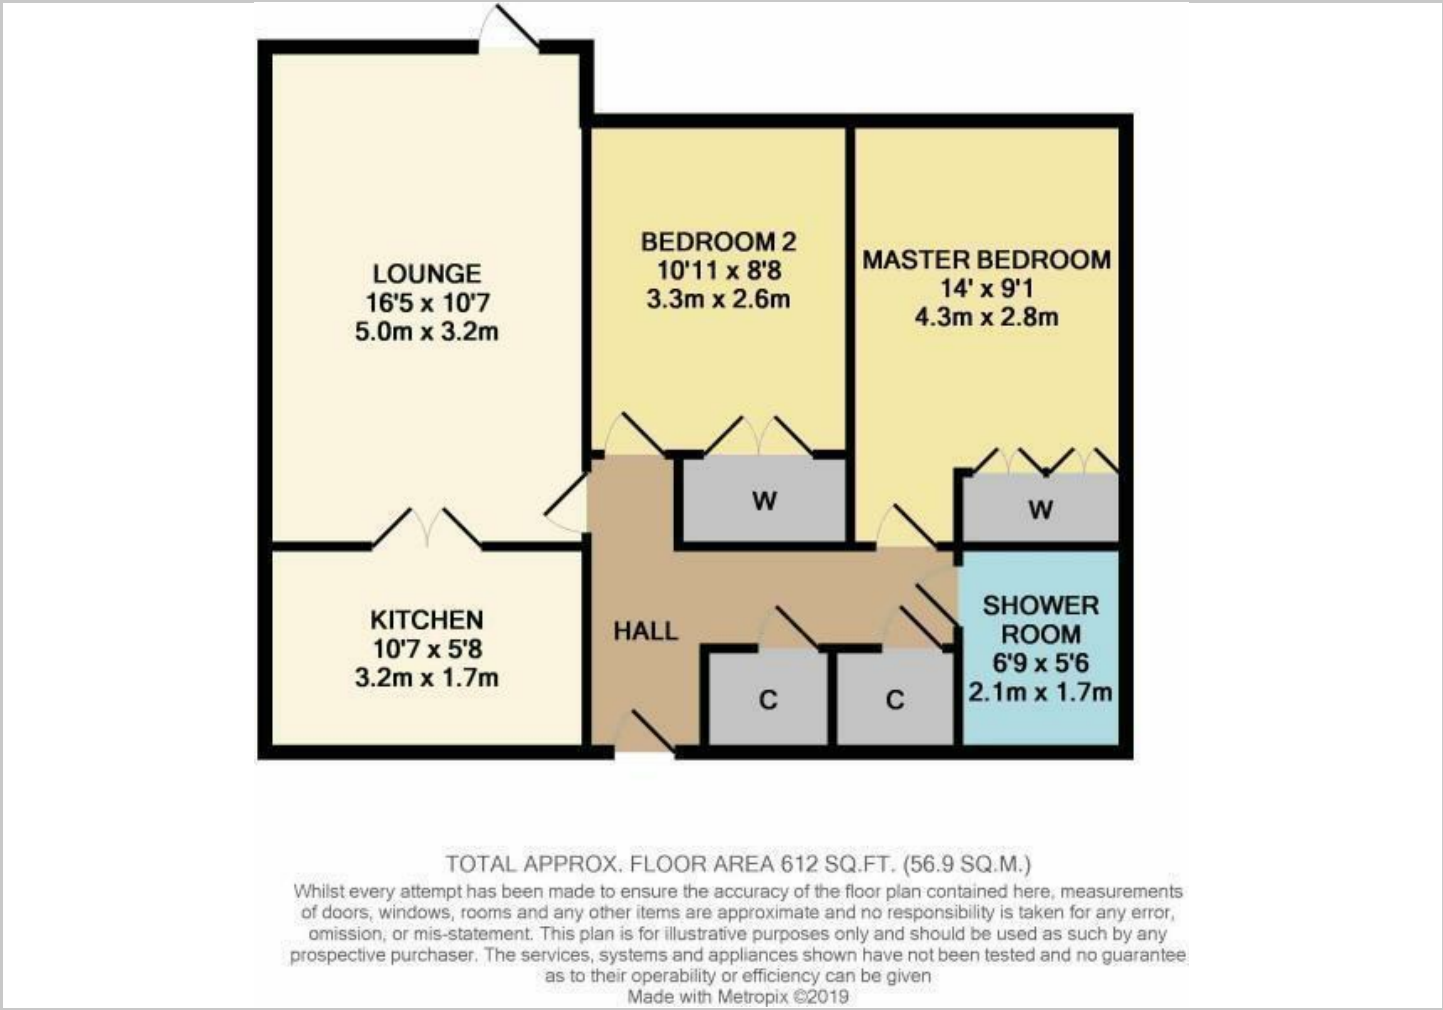 LOUNGE
16'5 x 10'7
5.0m x 3.2m
BEDROOM 2
10'11 x 8'8
3.3m x 2.6m
MASTER BEDROOM
14' x 9'1
4.3m x 2.8m
W
W
KITCHEN
10'7 x 5'8
3.2m x 1.7m
HALL
SHOWER
ROOM
6'9 x 5'6
2.1m x 1.7m
C
C
TOTAL APPROX. FLOOR AREA 612 SQ.FT. (56.9 SQ.M.)
Whilst every attempt has been made to ensure the accuracy of the floor plan contained here, measurements
of doors, windows, rooms and any other items are approximate and no responsibility is taken for any error,
omission, or mis-statement. This plan is for illustrative purposes only and should be used as such by any
prospective purchaser. The services, systems and appliances shown have not been tested and no guarantee
as to their operability or efficiency can be given
Made with Metropix ©2019